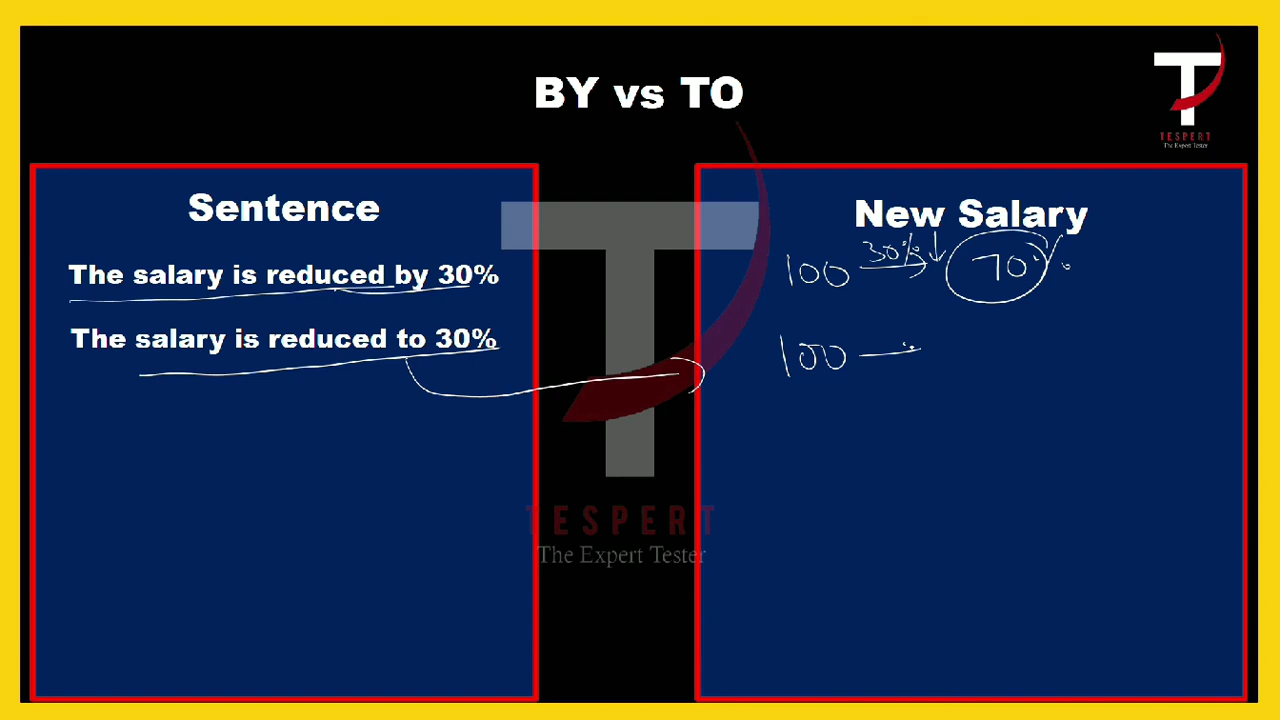 BY vs TO
TESPERT
The Expert Tester
Sentence
The salary is reduced by 30%
The salary is reduced to 30%
New Salary
100 30% ↓ 70%
100
TESPERT
The Expert Tester